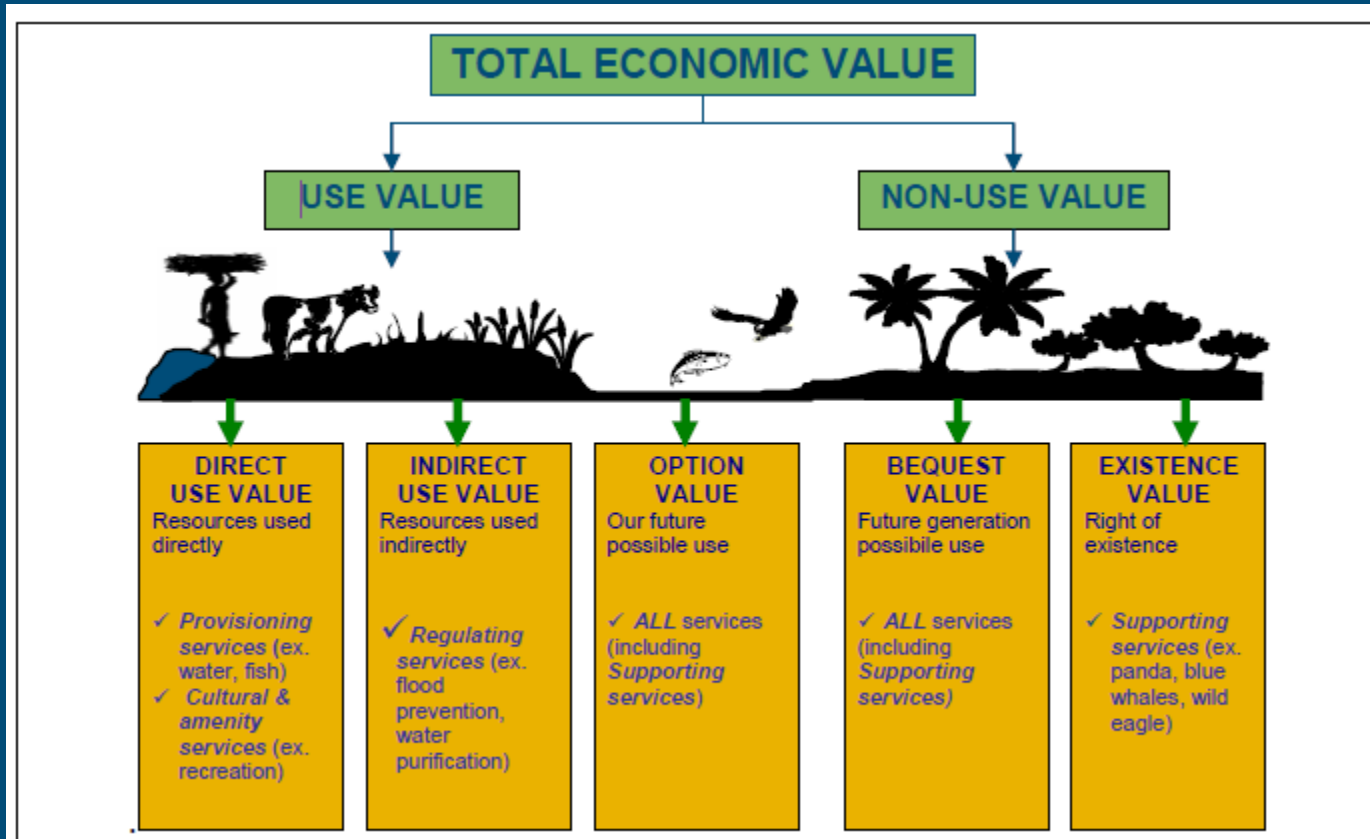 TOTAL ECONOMIC VALUE
USE VALUE
NON-USE VALUE
DIRECT
USE VALUE
Resources used
directly
✓ Provisioning
services (ex.
water, fish)
✓ Cultural &
amenity
services (ex.
recreation)
INDIRECT
USE VALUE
Resources used
indirectly
✓ Regulating
services (ex.
flood
prevention,
water
purification)
OPTION
VALUE
Our future
possible use
✓ ALL services
(including
Supporting
services)
BEQUEST
VALUE
Future generation
possibile use
✓ ALL services
(including
Supporting
services)
EXISTENCE
VALUE
Right of
existence
✓ Supporting
services (ex.
panda, blue
whales, wild
eagle)